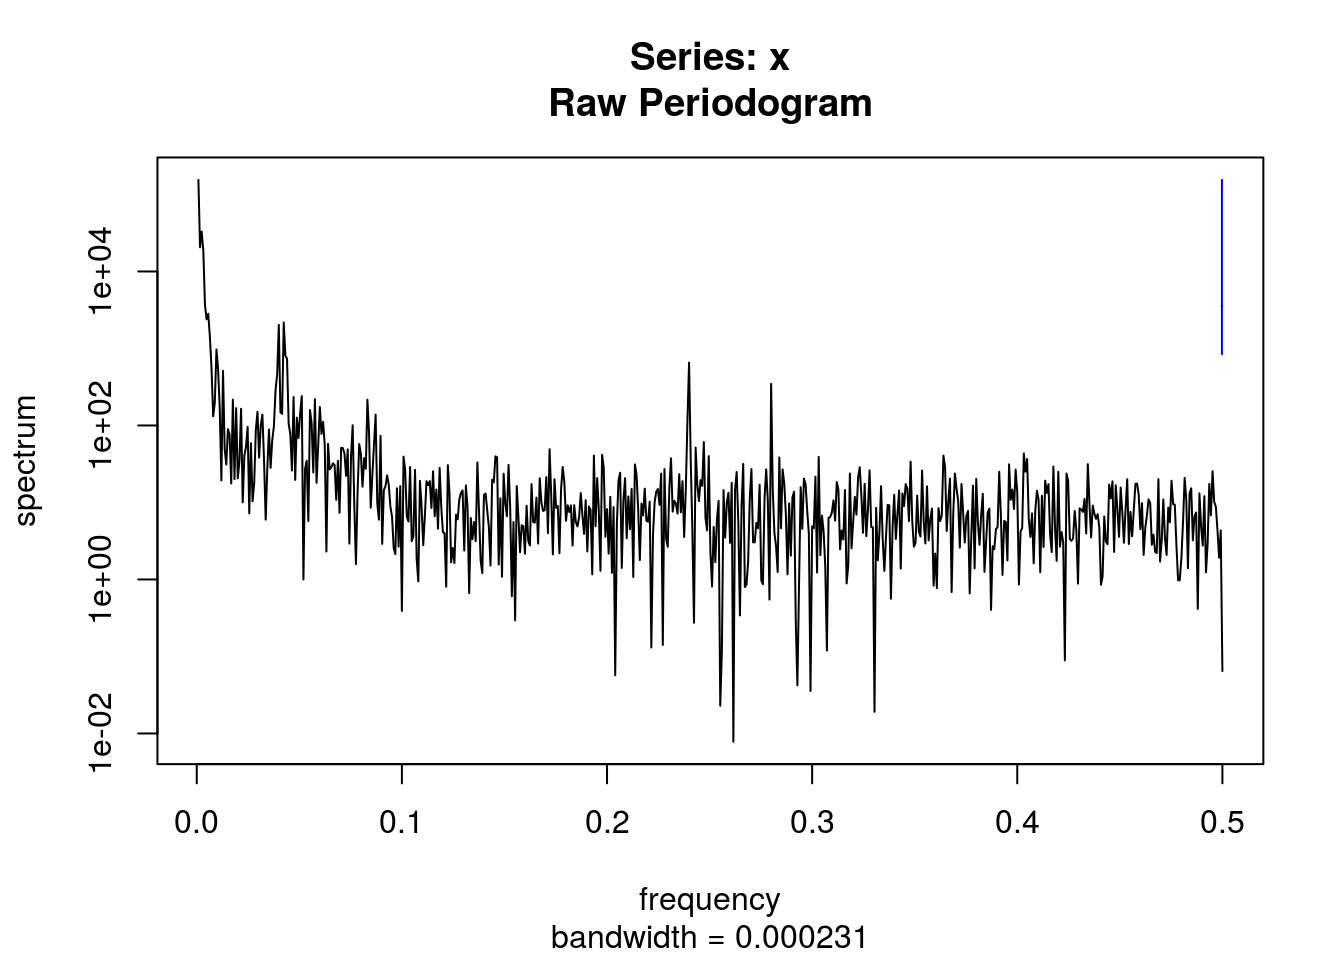 Series: x
Raw Periodogram
spectrum
1e+04
1e+02
1e+00
1e-02
0.0 0.1 0.2 0.3 0.4 0.5
frequency
bandwidth = 0.000231